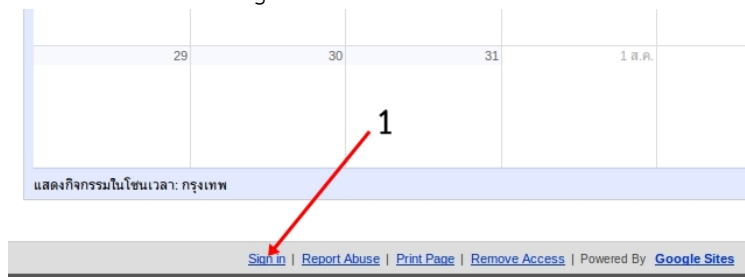 29 30 31 1 ส.ค.
1
แสดงกิจกรรมในโซนเวลา: กรุงเทพ
Sign in | Report Abuse | Print Page | Remove Access | Powered By Google Sites